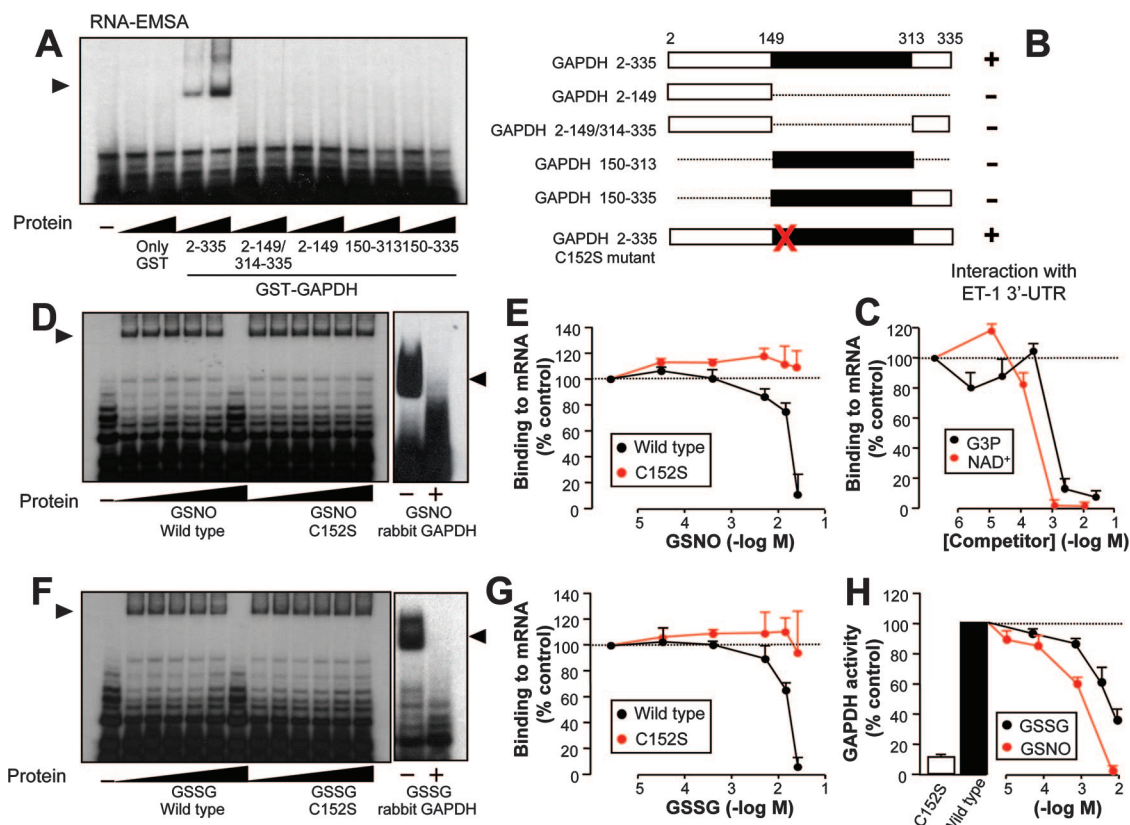 RNA-EMSA
A
Protein
–
Only GST
2-335
2-149/
314-335
2-149
150-313
150-335
GST-GAPDH
B
2 149 313 335
GAPDH 2-335 +
GAPDH 2-149 -
GAPDH 2-149/314-335 -
GAPDH 150-313 -
GAPDH 150-335 -
GAPDH 2-335 +
C152S mutant
X
Interaction with
ET-1 3'-UTR
D
Protein
–
GSNO
Wild type
–
GSNO
C152S
– +
GSNO
rabbit GAPDH
E
Binding to mRNA
(% control)
140
120
100
80
60
40
20
0
Wild type
C152S
5 4 3 2 1
GSNO (-log M)
C
Binding to mRNA
(% control)
120
100
80
60
40
20
0
G3P
NAD+
6 5 4 3 2 1
[Competitor] (-log M)
F
Protein
–
GSSG
Wild type
–
GSSG
C152S
– +
GSSG
rabbit GAPDH
G
Binding to mRNA
(% control)
140
120
100
80
60
40
20
0
Wild type
C152S
5 4 3 2 1
GSSG (-log M)
H
GAPDH activity
(% control)
120
100
80
60
40
20
0
GSSG
GSNO
C152S
Wild type
5 4 3 2
(-log M)